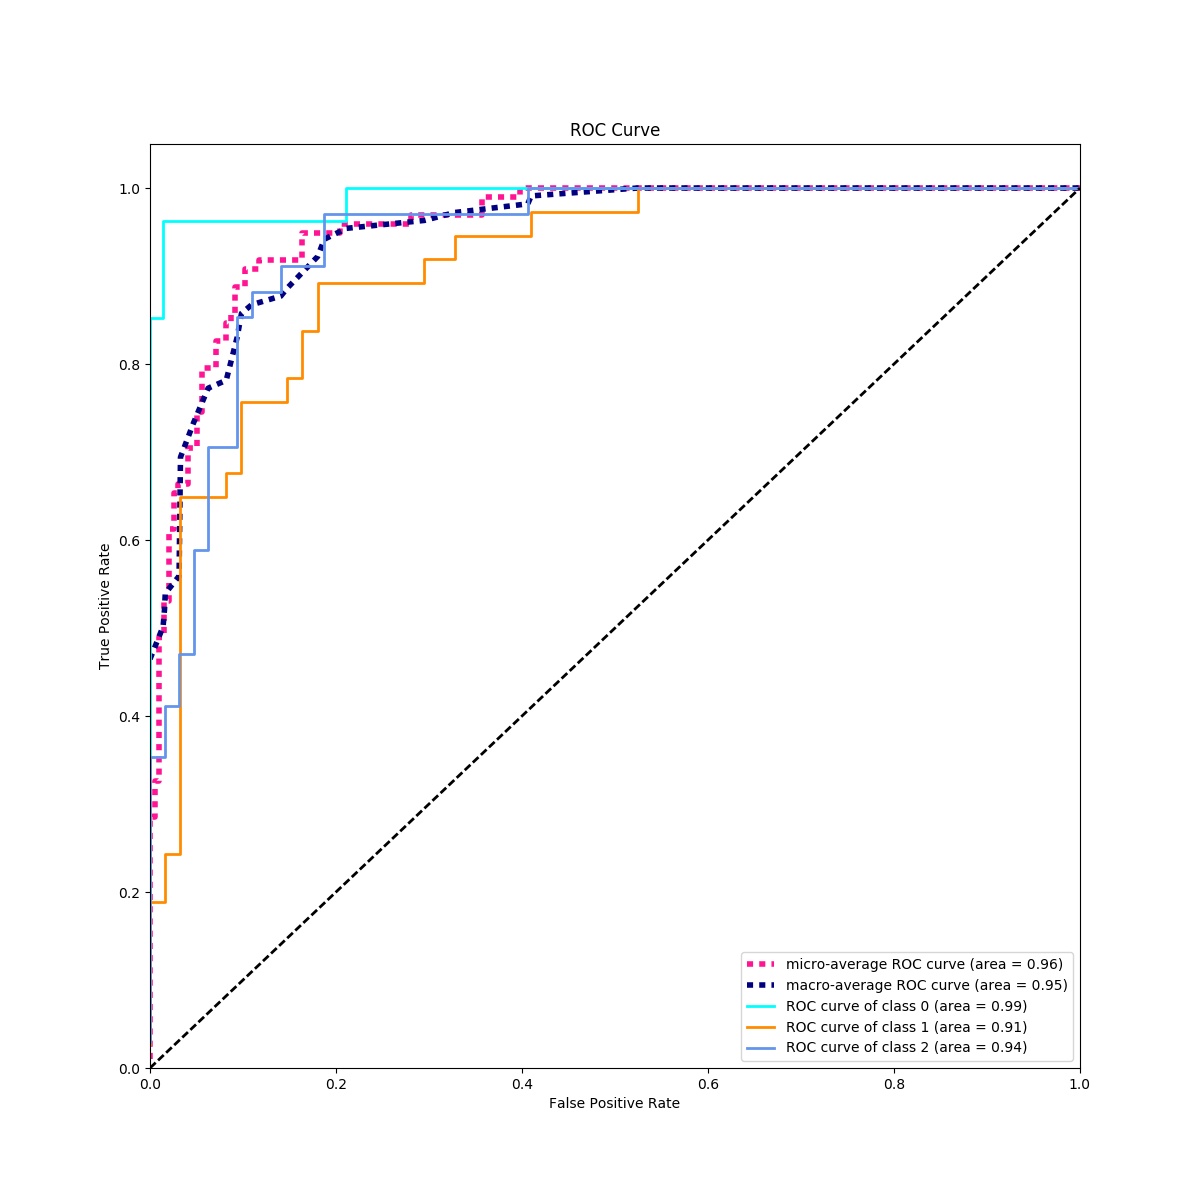 ROC Curve
1.0
0.8
0.6
0.4
0.2
0.0
True Positive Rate
0.0 0.2 0.4 0.6 0.8 1.0
False Positive Rate
micro-average ROC curve (area = 0.96)
macro-average ROC curve (area = 0.95)
ROC curve of class 0 (area = 0.99)
ROC curve of class 1 (area = 0.91)
ROC curve of class 2 (area = 0.94)